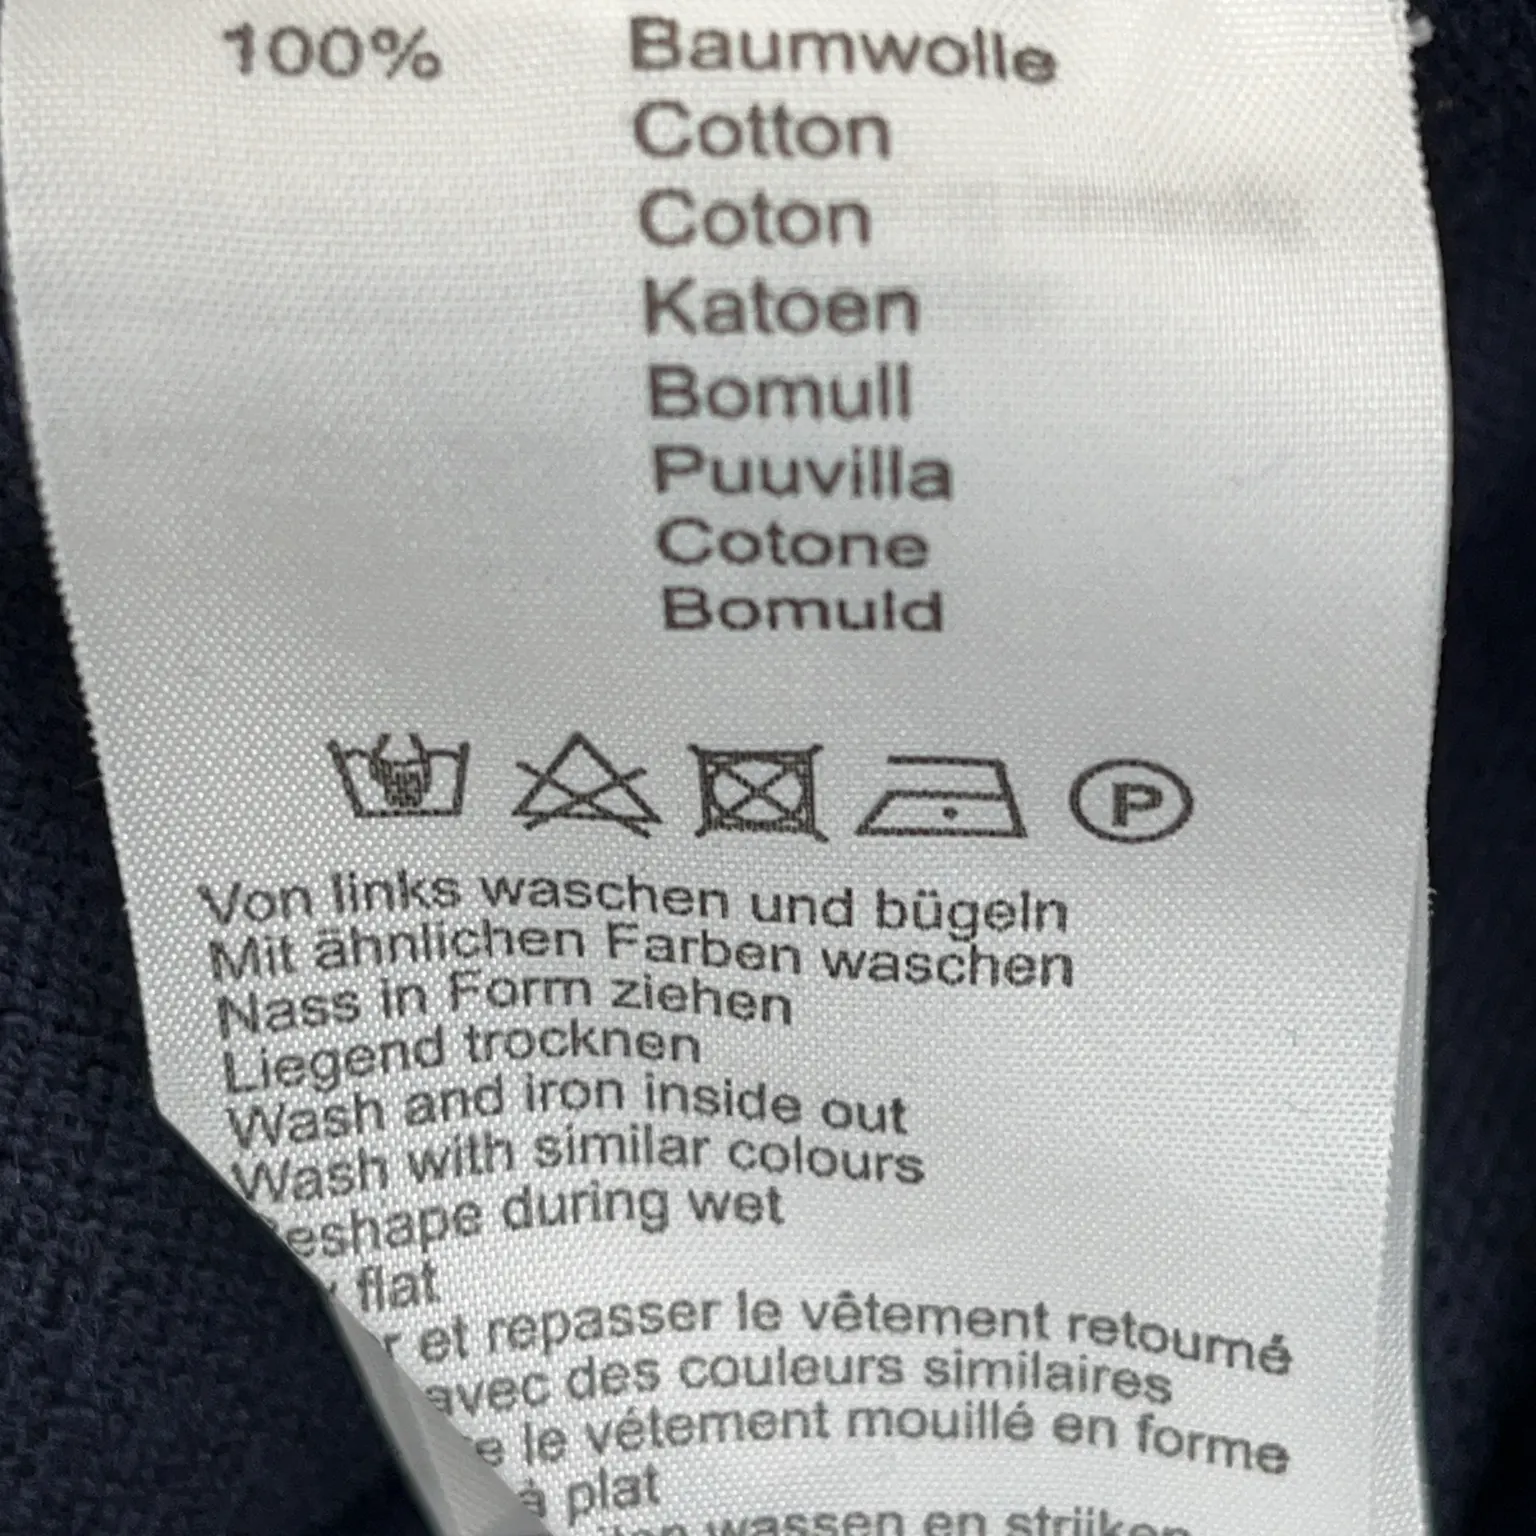 100% Baumwolle
Cotton
Coton
Katoen
Bomull
Puuvilla
Cotone
Bomuld
P
Von links waschen und bügeln
Mit ähnlichen Farben waschen
Nass in Form ziehen
Liegend trocknen
Wash and iron inside out
Wash with similar colours
eshape during wet
flat
r et repasser le vêtement retourné
avec des couleurs similaires
e le vétement mouillé en forme
à plat
wassen en strijken